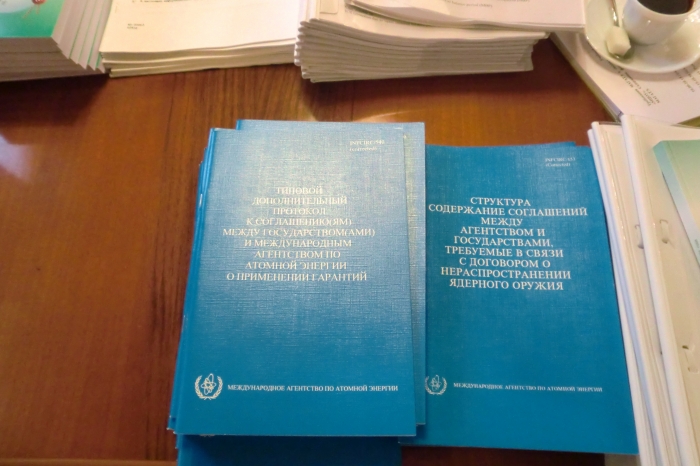 ТИПОВОЙ
ДОПОЛНИТЕЛЬНЫЙ
ПРОТОКОЛ
К СОГЛАШЕНИЮ(ЯМ)
МЕЖДУ ГОСУДАРСТВОМ(АМИ)
И МЕЖДУНАРОДНЫМ
АГЕНТСТВОМ ПО
АТОМНОЙ ЭНЕРГИИ
О ПРИМЕНЕНИИ ГАРАНТИЙ
МЕЖДУНАРОДНОЕ АГЕНТСТВО ПО АТОМНОЙ ЭНЕРГИИ
СТРУКТУРА
СОДЕРЖАНИЕ СОГЛАШЕНИЙ
МЕЖДУ
АГЕНТСТВОМ И
ГОСУДАРСТВАМИ,
ТРЕБУЕМЫЕ В СВЯЗИ
С ДОГОВОРОМ О
НЕРАСПРОСТРАНЕНИИ
ЯДЕРНОГО ОРУЖИЯ
МЕЖДУНАРОДНОЕ АГЕНТСТВО ПО АТОМНОЙ ЭНЕРГИИ